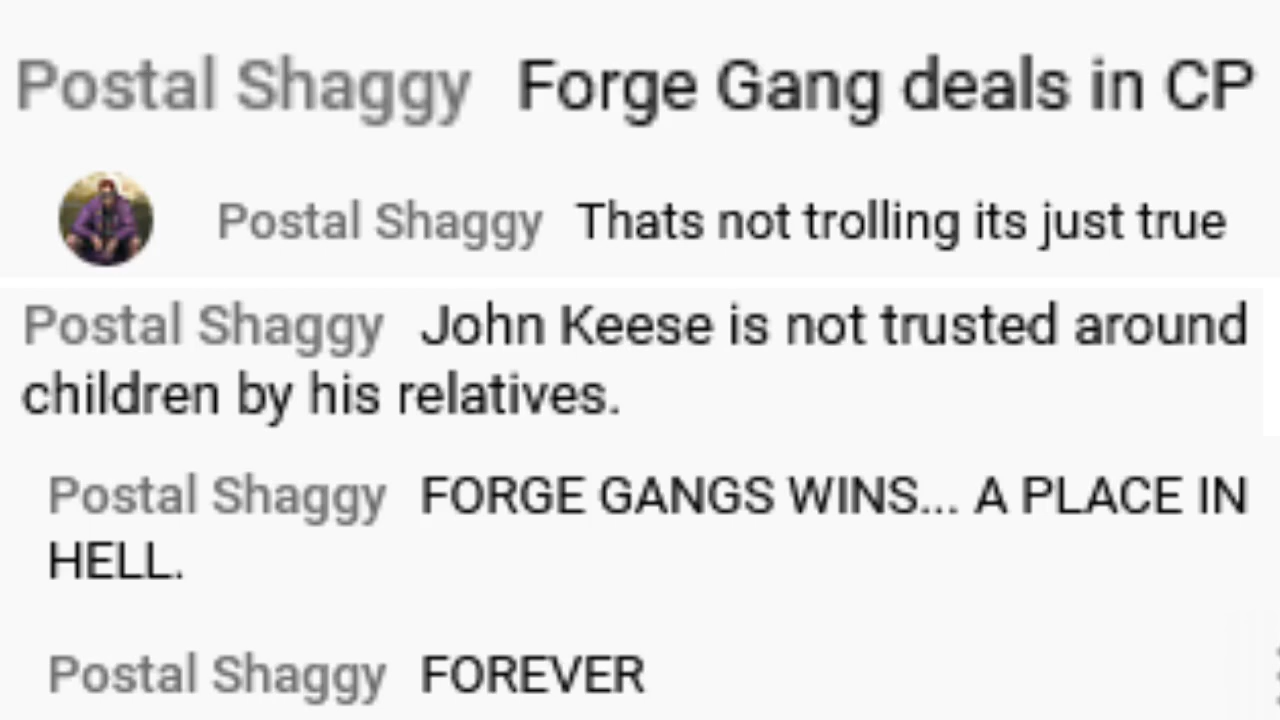 Postal Shaggy Forge Gang deals in CP
Postal Shaggy Thats not trolling its just true
Postal Shaggy John Keese is not trusted around
children by his relatives.
Postal Shaggy FORGE GANGS WINS... A PLACE IN
HELL.
Postal Shaggy FOREVER